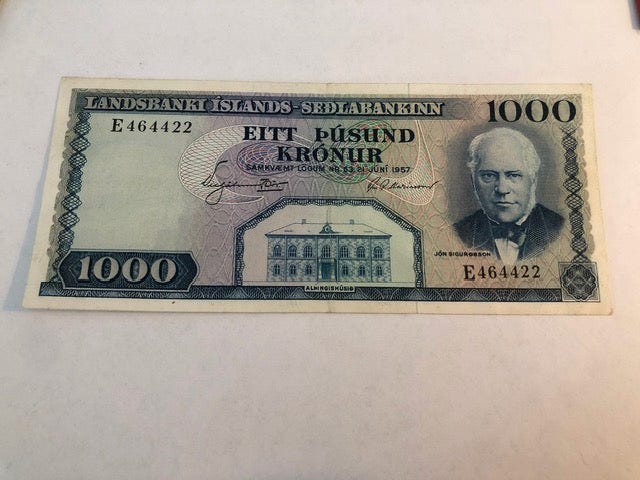 LANDSBANKI ÍSLANDS - SEÐLABANKINN
1000
E464422
EITT ÞÚSUND
KRÓNUR
SAMKVÆMT LÖGUM NR. 63, 21. JÚNÍ 1957
JÓN SIGURÐSSON
1000
E464422
ALÞINGISHÚSIÐ